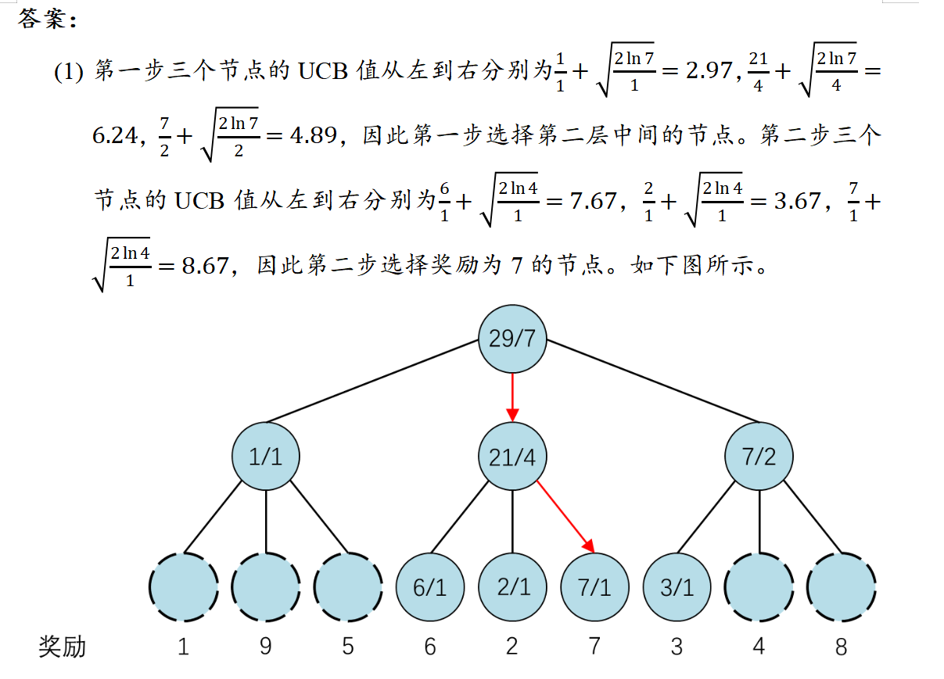 答案：
(1) 第一步三个节点的 UCB 值从左到右分别为$\frac{1}{1}+\sqrt{\frac{2\ln 7}{1}}=2.97, \frac{21}{4}+\sqrt{\frac{2\ln 7}{4}}=$
$6.24, \frac{7}{2}+\sqrt{\frac{2\ln 7}{2}}=4.89$，因此第一步选择第二层中间的节点。第二步三个
节点的 UCB 值从左到右分别为$\frac{6}{1}+\sqrt{\frac{2\ln 4}{1}}=7.67，\frac{2}{1}+\sqrt{\frac{2\ln 4}{1}}=3.67，\frac{7}{1}+$
$\sqrt{\frac{2\ln 4}{1}}=8.67$，因此第二步选择奖励为 7 的节点。如下图所示。
29/7
1/1 21/4 7/2
6/1 2/1 7/1 3/1
奖励 1 9 5 6 2 7 3 4 8